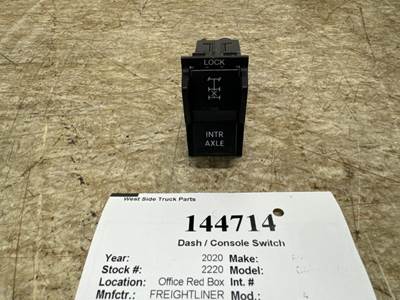 LOCK
INTR
AXLE
West Side Truck Parts
144714
Dash / Console Switch
Year: 2020 Make:
Stock #: 2220 Model:
Location: Office Red Box Int. #
Mnfctr.: FREIGHTLINER Mod.: 4